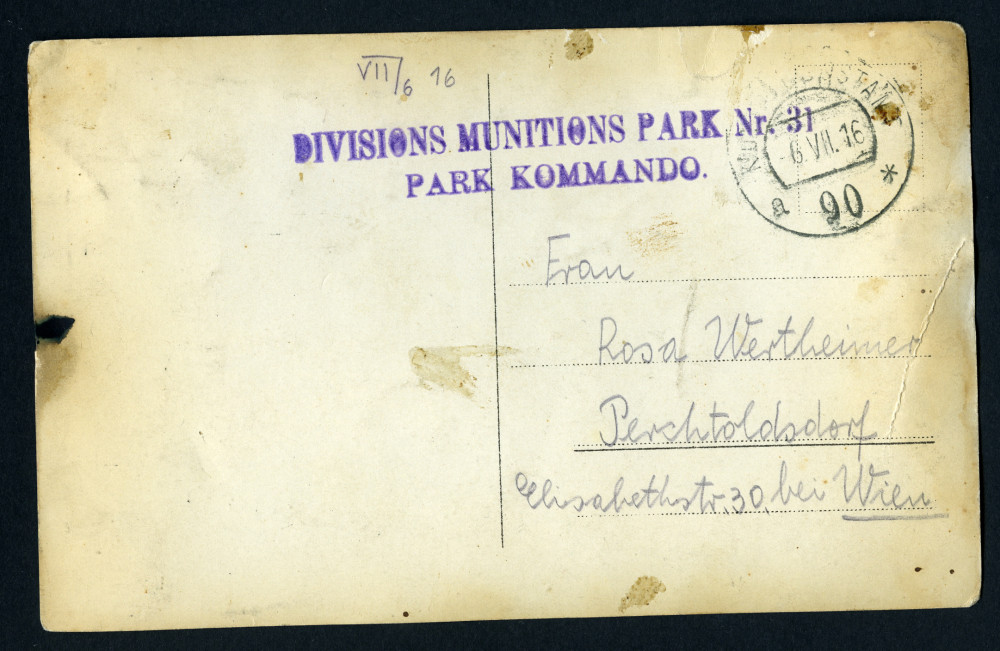 VII/6 16
DIVISIONS MUNITIONS PARK Nr. 31
PARK KOMMANDO.
6 VII. 16
a 90 *
Frau
Rosa Wertheimer
Perchtoldsdorf
Elisabethstr. 30, bei Wien